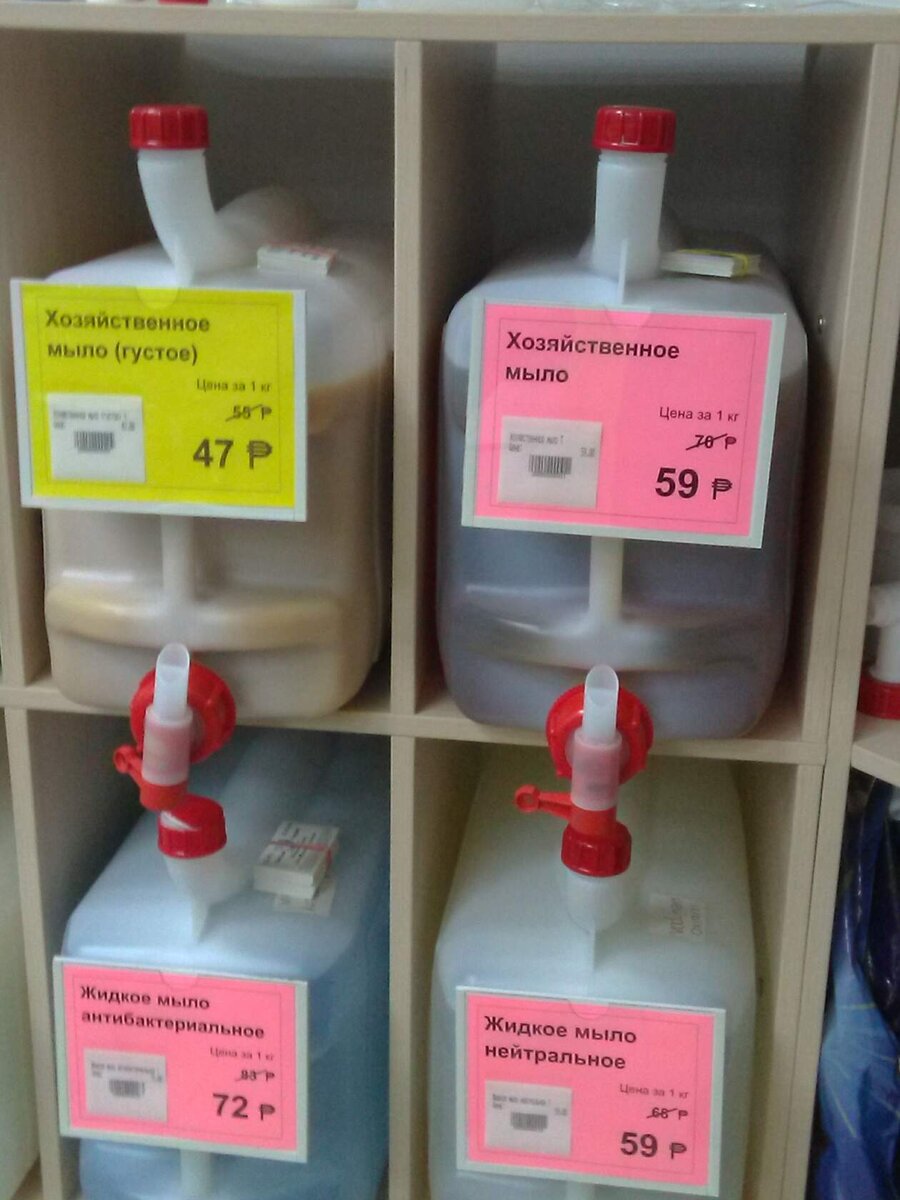 Хозяйственное
мыло (густое)
Цена за 1 кг
55 ₱
47 ₱
Хозяйственное
мыло
Цена за 1 кг
70 ₱
59 ₱
Жидкое мыло
антибактериальное
Цена за 1 кг
83 ₱
72 ₱
Жидкое мыло
нейтральное
Цена за 1 кг
68 ₱
59 ₱